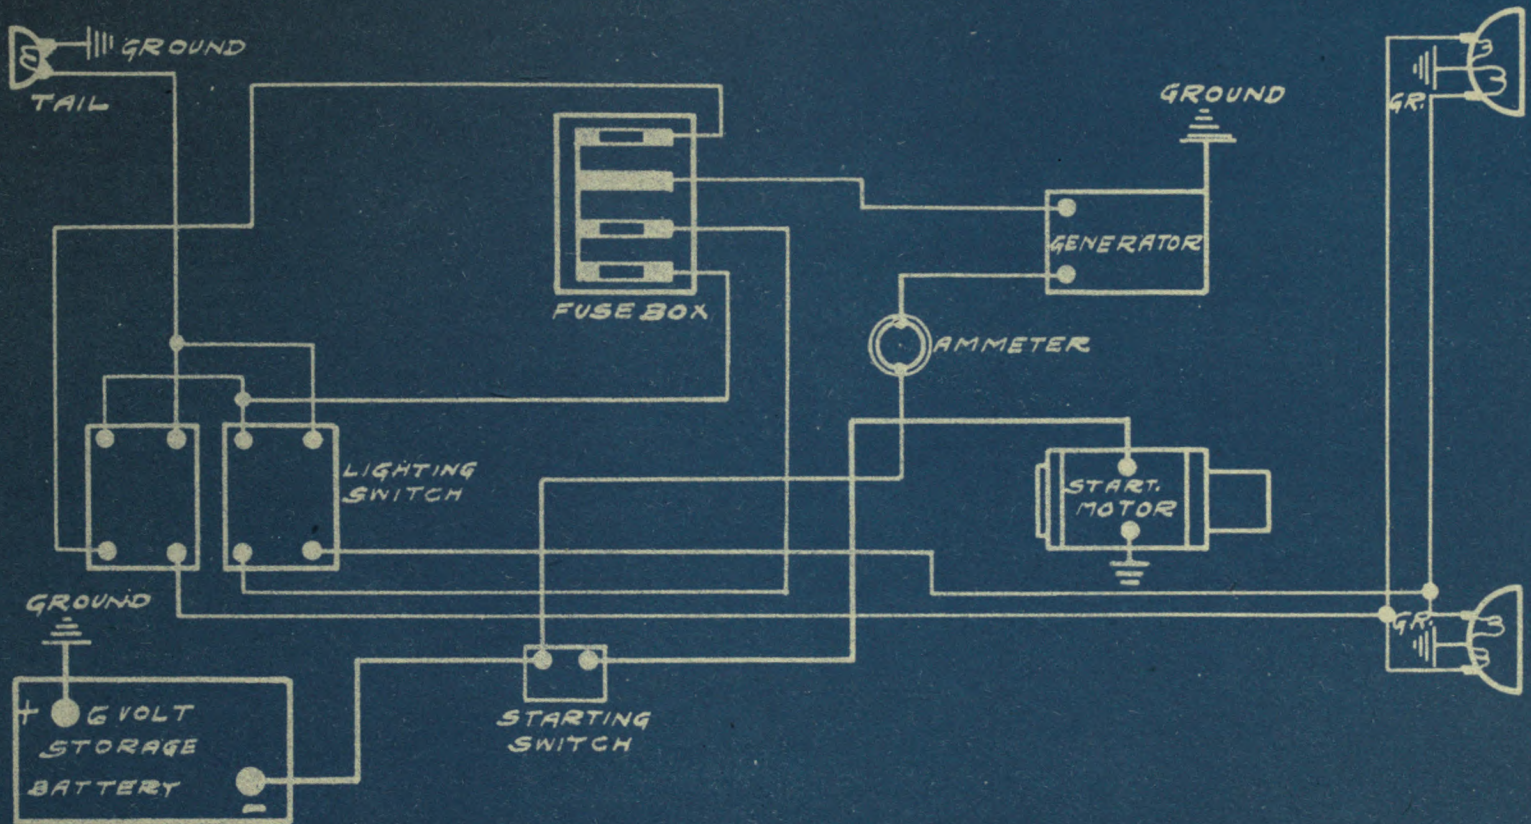 GROUND
TAIL
GROUND
GR.
GENERATOR
FUSE BOX
AMMETER
LIGHTING
SWITCH
START.
MOTOR
GROUND
GR.
+ 6 VOLT
STORAGE
BATTERY
-
STARTING
SWITCH